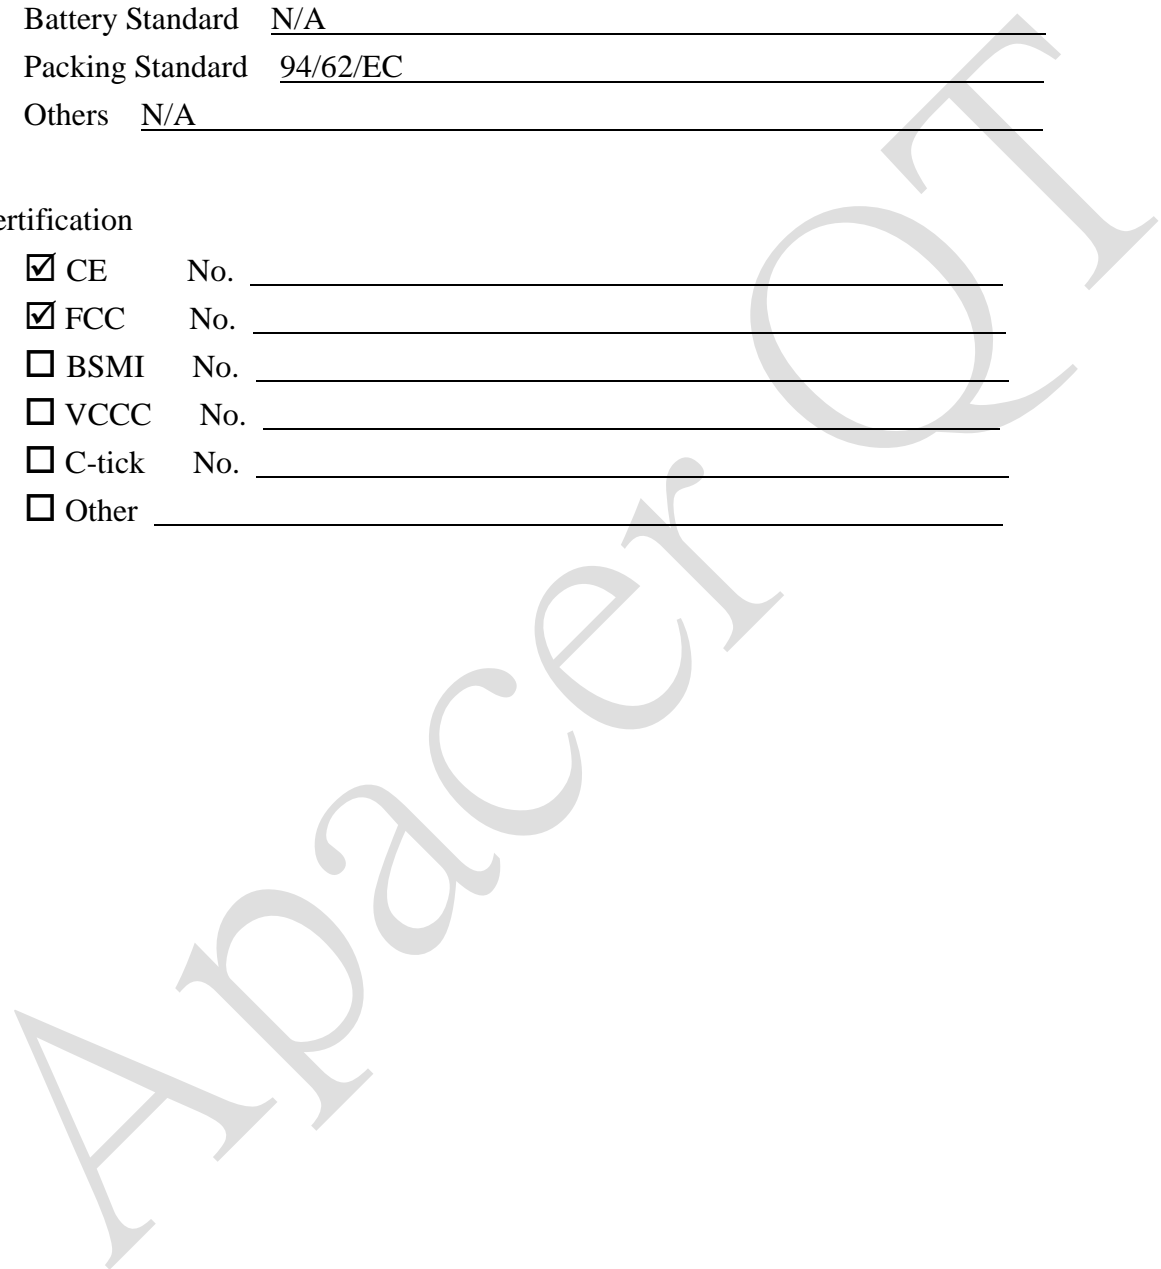 Battery Standard N/A
Packing Standard 94/62/EC
Others N/A
ertification
☑ CE No.
☑ FCC No.
☐ BSMI No.
☐ VCCC No.
☐ C-tick No.
☐ Other
Apacer QT